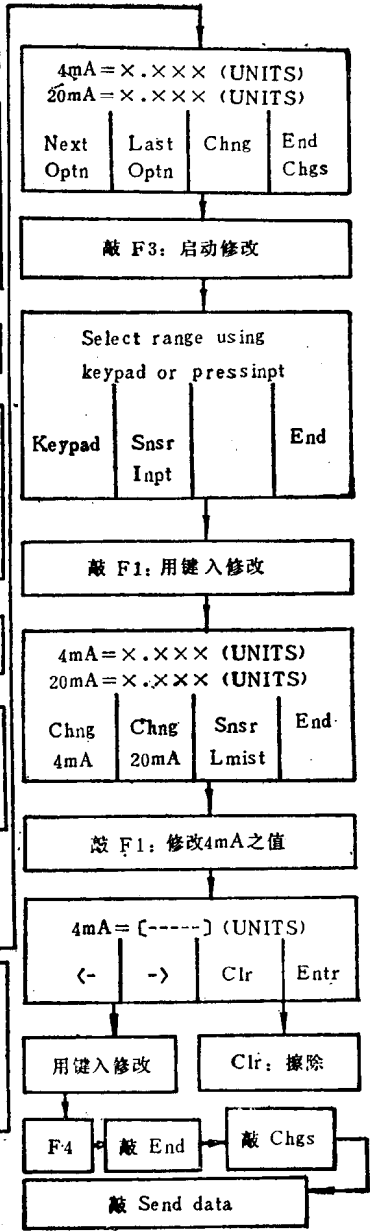 4mA=×.××× (UNITS)
20mA=×.××× (UNITS)
Next Last Chng End
Optn Optn Chgs
敲 F3: 启动修改
Select range using
keypad or pressinpt
Keypad Snsr End
Inpt
敲 F1: 用键入修改
4mA=×.××× (UNITS)
20mA=×.××× (UNITS)
Chng Chng Snsr End
4mA 20mA Lmist
敲 F1: 修改4mA之值
4mA=[-----] (UNITS)
<- -> Clr Entr
用键入修改 Clr: 擦除
F4 敲 End 敲 Chgs
敲 Send data